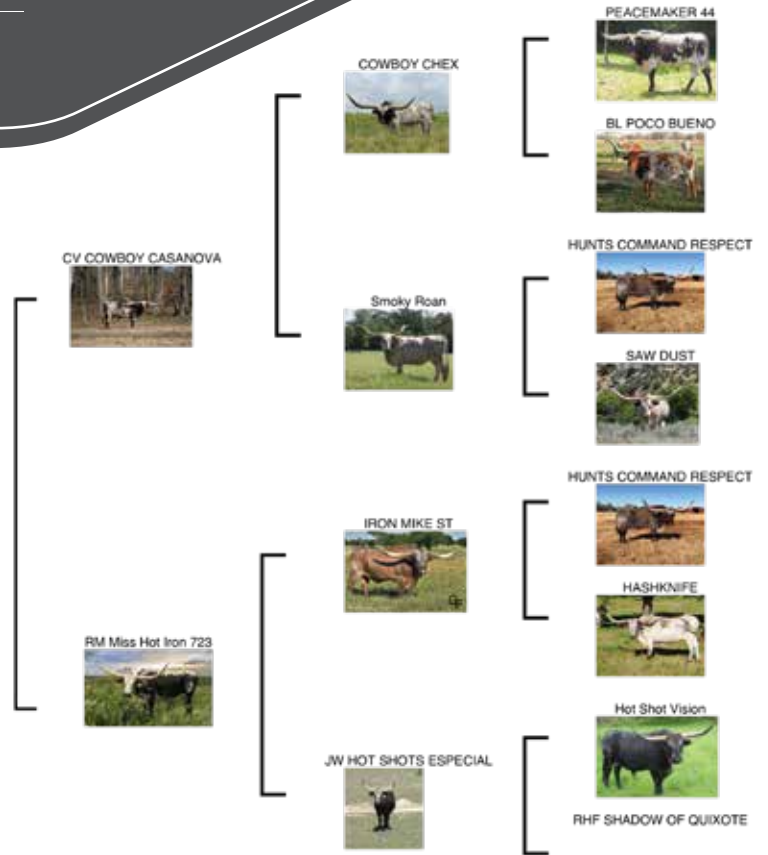 PEACEMAKER 44
COWBOY CHEX
BL POCO BUENO
HUNTS COMMAND RESPECT
CV COWBOY CASANOVA
Smoky Roan
SAW DUST
HUNTS COMMAND RESPECT
IRON MIKE ST
HASHKNIFE
RM Miss Hot Iron 723
Hot Shot Vision
JW HOT SHOTS ESPECIAL
RHF SHADOW OF QUIXOTE